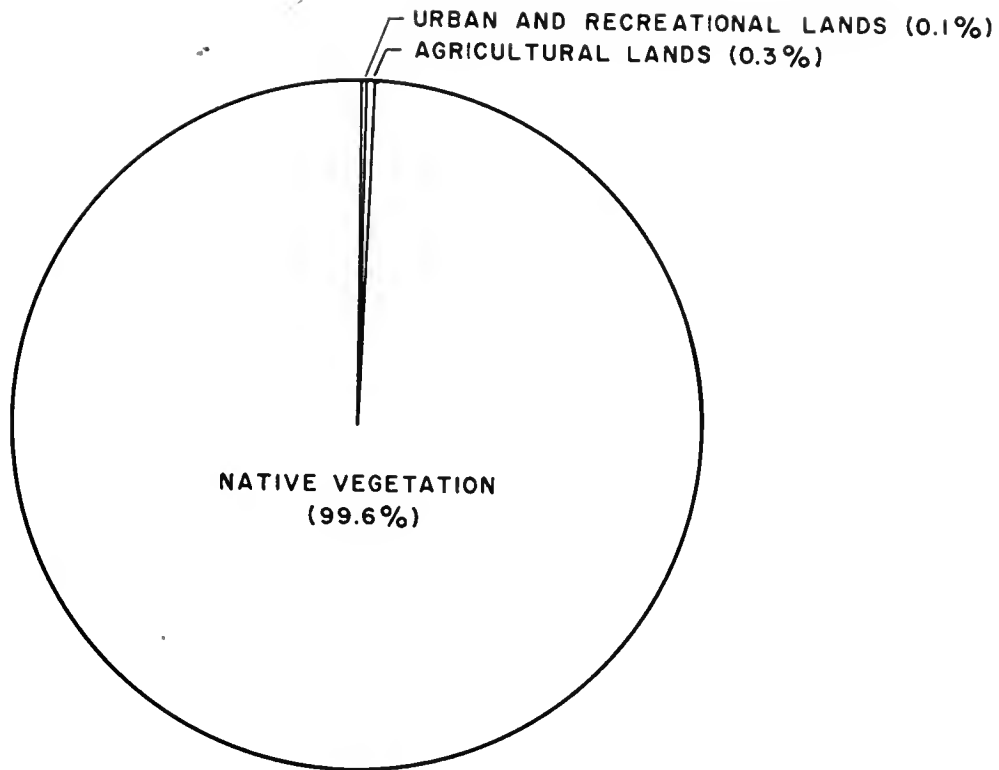 URBAN AND RECREATIONAL LANDS (0.1%)
AGRICULTURAL LANDS (0.3%)
NATIVE VEGETATION
(99.6%)